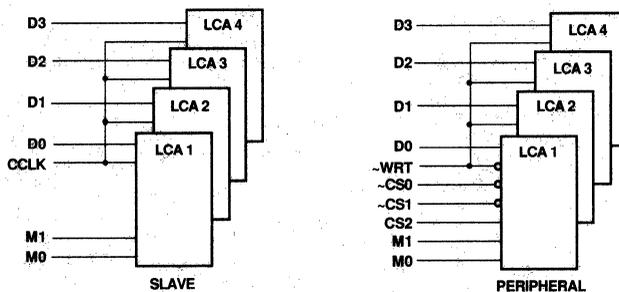 D3
LCA 4
D2
LCA 3
D1
LCA 2
D0
LCA 1
CCLK
M1
M0
SLAVE
D3
LCA 4
D2
LCA 3
D1
LCA 2
D0
LCA 1
~WRT
~CS0
~CS1
CS2
M1
M0
PERIPHERAL